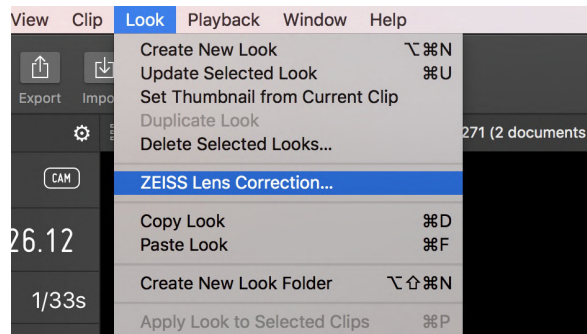 View Clip Look Playback Window Help
Export
Create New Look ⌥⌘N
Update Selected Look ⌘U
Set Thumbnail from Current Clip
Duplicate Look
Delete Selected Looks...
271 (2 documents
CAM
ZEISS Lens Correction...
26.12
Copy Look ⌘D
Paste Look ⌘F
1/33s
Create New Look Folder ⌥⇧⌘N
Apply Look to Selected Clips ⌘P